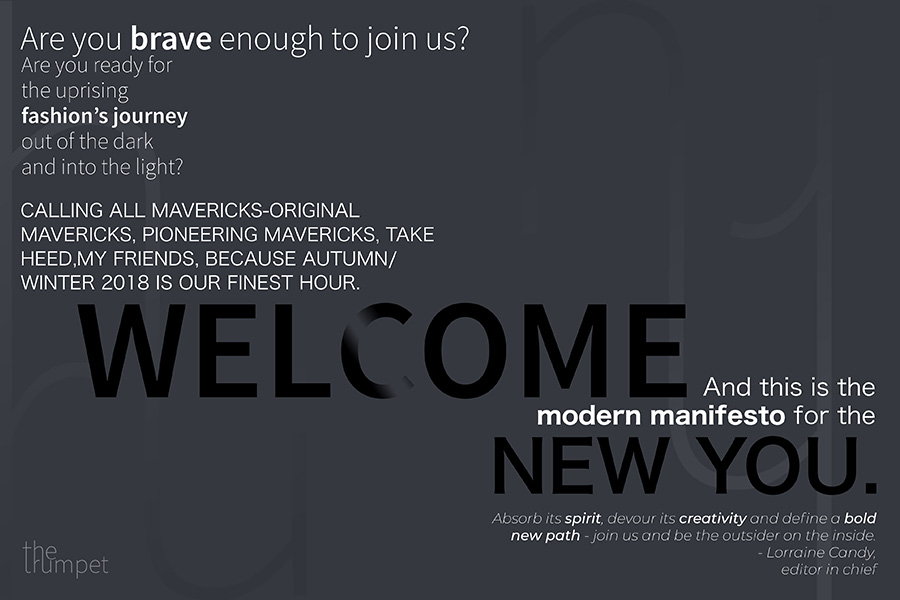 Are you brave enough to join us?
Are you ready for
the uprising
fashion's journey
out of the dark
and into the light?
CALLING ALL MAVERICKS-ORIGINAL
MAVERICKS, PIONEERING MAVERICKS, TAKE
HEED,MY FRIENDS, BECAUSE AUTUMN/
WINTER 2018 IS OUR FINEST HOUR.
WELCOME
And this is the
modern manifesto for the
NEW YOU.
Absorb its spirit, devour its creativity and define a bold
new path - join us and be the outsider on the inside.
- Lorraine Candy,
editor in chief
the
trumpet